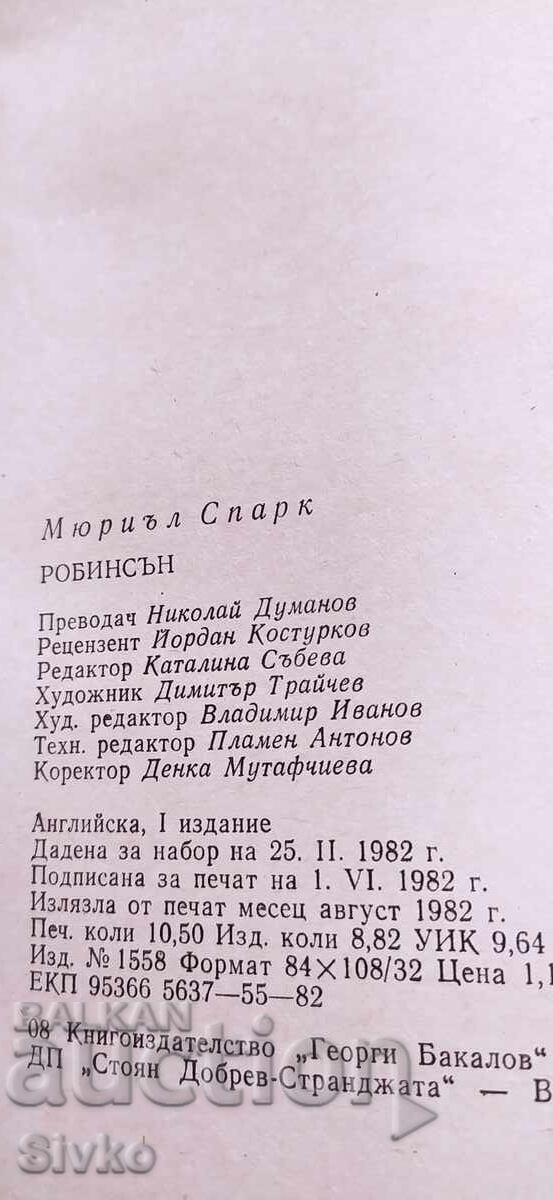 Мюриъл Спарк
РОБИНСЪН
Преводач Николай Думанов
Рецензент Йордан Костурков
Редактор Каталина Събева
Художник Димитър Трайчев
Худ. редактор Владимир Иванов
Техн. редактор Пламен Антонов
Коректор Денка Мутафчиева
Английска, I издание
Дадена за набор на 25. II. 1982 г.
Подписана за печат на 1. VI. 1982 г.
Излязла от печат месец август 1982 г.
Печ. коли 10,50 Изд. коли 8,82 УИК 9,64
Изд. № 1558 Формат 84×108/32 Цена 1,1
ЕКП 95366 5637—55—82
08 Книгоиздателство „Георги Бакалов“
ДП „Стоян Добрев-Странджата“ — В
BALKAN
auction
Sivko